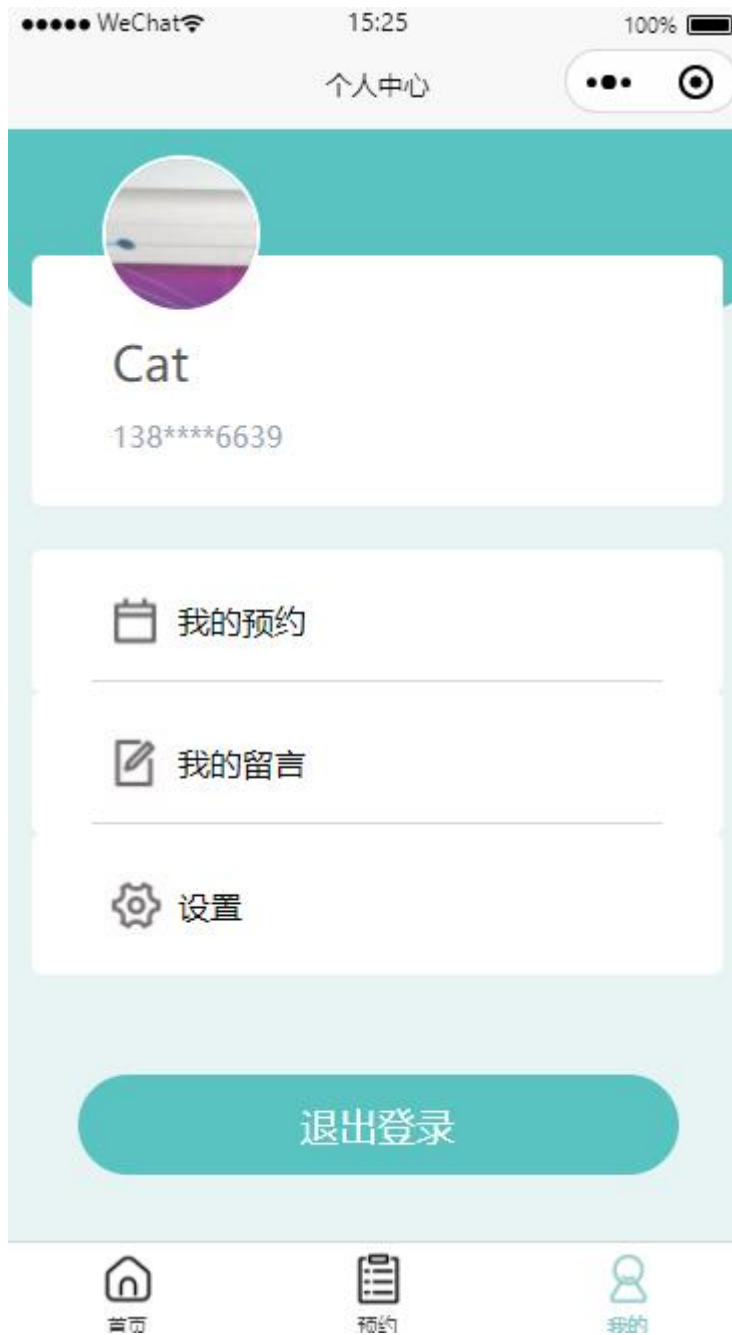 WeChat 15:25 100%
个人中心
Cat
138****6639
我的预约
我的留言
设置
退出登录
首页 预约 我的